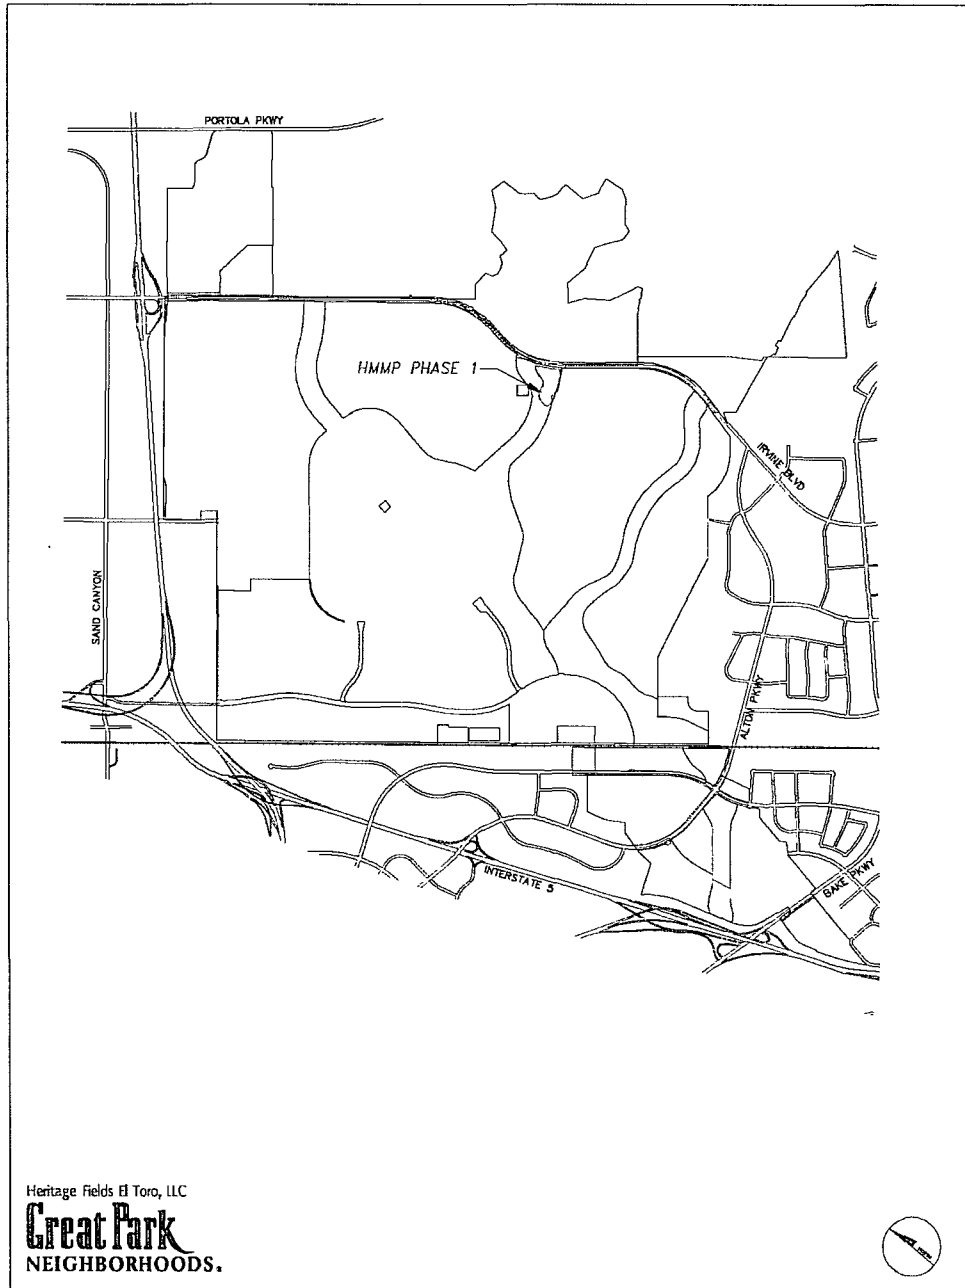 PORTOLA PKWY
HMMP PHASE 1
IRVINE BLVD
SAND CANYON
ALTON PKWY
INTERSTATE 5
BAKE PKWY
Heritage Fields El Toro, LLC
Great Park
NEIGHBORHOODS.